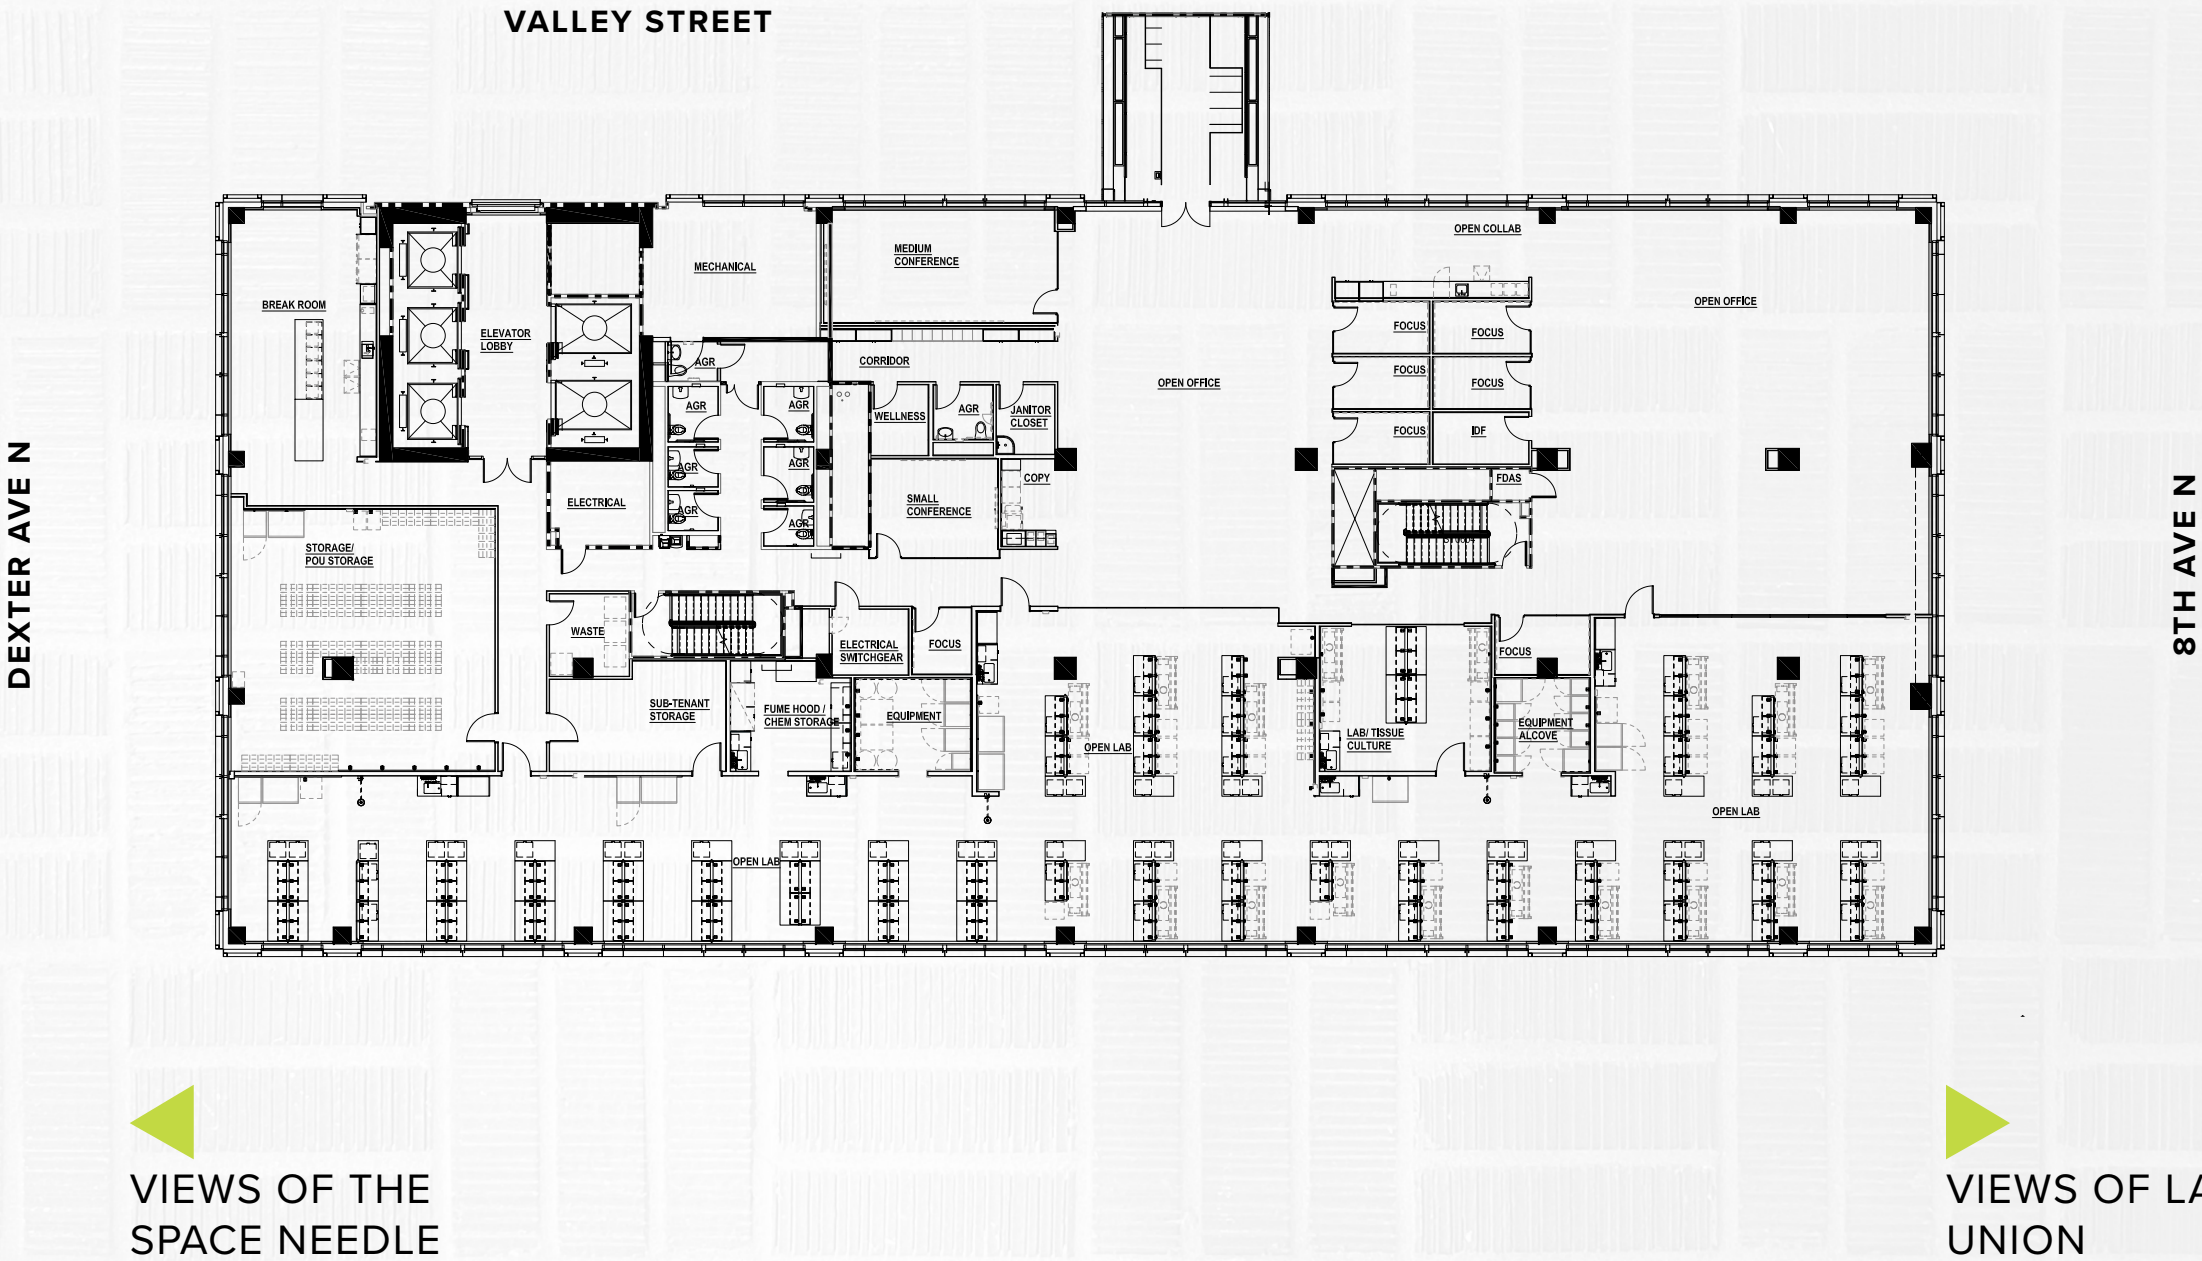 VALLEY STREET
OPEN COLLAB
MEDIUM
CONFERENCE
MECHANICAL
BREAK ROOM
OPEN OFFICE
ELEVATOR
LOBBY
FOCUS
FOCUS
AGR
CORRIDOR
FOCUS
FOCUS
OPEN OFFICE
AGR
AGR
WELLNESS
AGR
JANITOR
CLOSET
FOCUS
IDF
AGR
AGR
COPY
FDAS
ELECTRICAL
SMALL
CONFERENCE
AGR
AGR
STORAGE/
POU STORAGE
DEXTER AVE N
8TH AVE N
WASTE
ELECTRICAL
SWITCHGEAR
FOCUS
FOCUS
SUB-TENANT
STORAGE
FUME HOOD /
CHEM STORAGE
EQUIPMENT
LAB/ TISSUE
CULTURE
EQUIPMENT
ALCOVE
OPEN LAB
OPEN LAB
OPEN LAB
VIEWS OF THE
SPACE NEEDLE
VIEWS OF LA
UNION